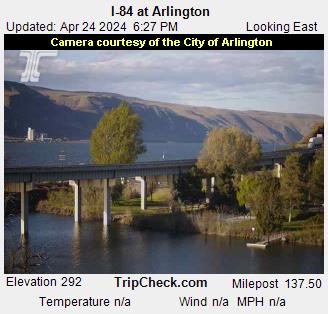 I-84 at Arlington
Updated: Apr 24 2024 6:27 PM Looking East
Camera courtesy of the City of Arlington
Elevation 292 TripCheck.com Milepost 137.50
Temperature n/a Wind n/a MPH n/a